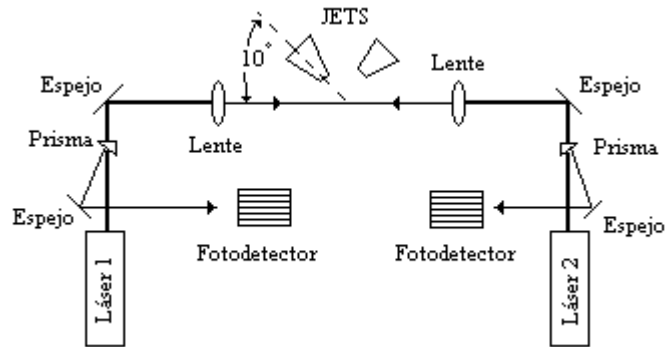 JETS
10°
Lente
Espejo
Espejo
Lente
Prisma
Prisma
Espejo
Espejo
Fotodetector
Fotodetector
Láser 1
Láser 2